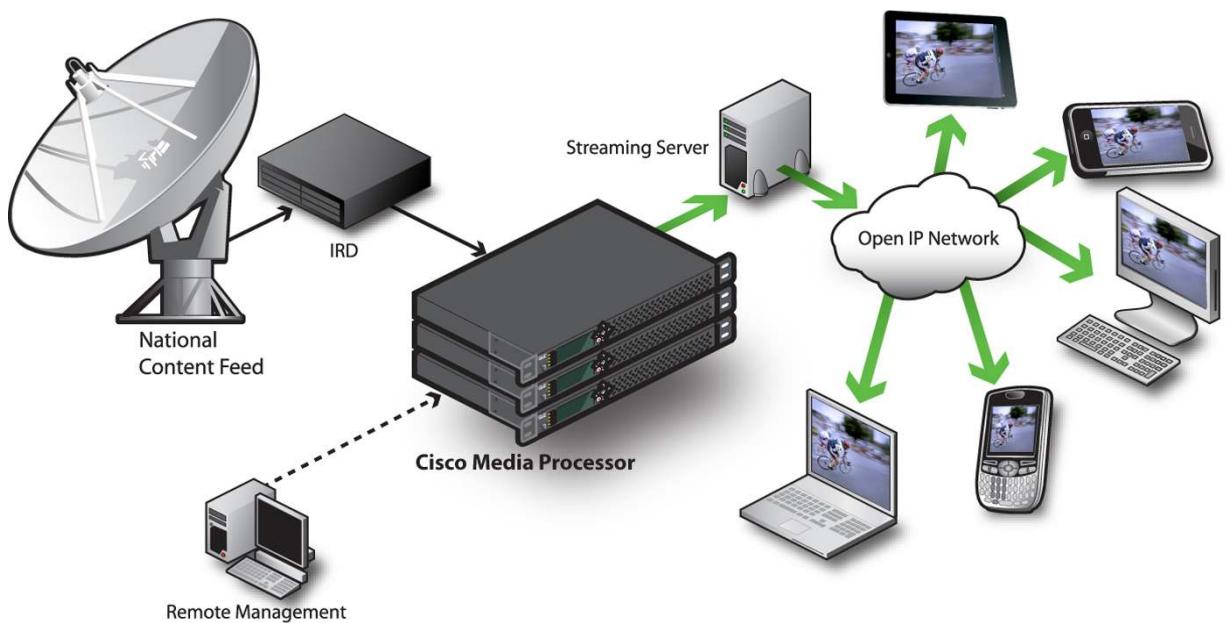 Streaming Server
IRD
Open IP Network
National
Content Feed
Cisco Media Processor
Remote Management